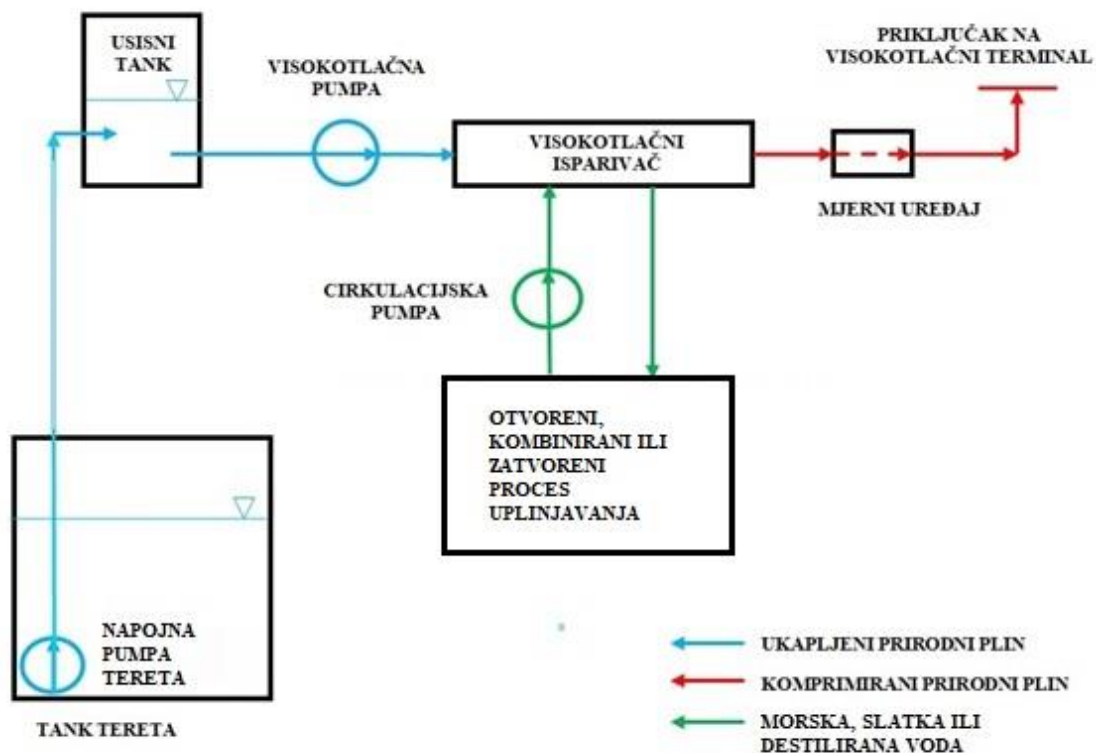 USISNI
TANK
VISOKOTLAČNA
PUMPA
PRIKLJUČAK NA
VISOKOTLAČNI TERMINAL
VISOKOTLAČNI
ISPARIVAČ
MJERNI UREĐAJ
CIRKULACIJSKA
PUMPA
OTVORENI,
KOMBINIRANI ILI
ZATVORENI
PROCES
UPLINJAVANJA
NAPOJNA
PUMPA
TERETA
TANK TERETA
UKAPLJENI PRIRODNI PLIN
KOMPRIMIRANI PRIRODNI PLIN
MORSKA, SLATKA ILI
DESTILIRANA VODA